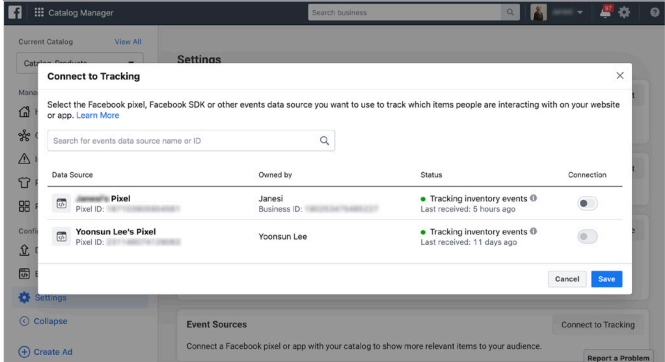 Catalog Manager
Search business
97
Current Catalog
View All
Settings
Connect to Tracking
Select the Facebook pixel, Facebook SDK or other events data source you want to use to track which items people are interacting with on your website
or app. Learn More
Search for events data source name or ID
Data Source
Owned by
Status
Connection
Pixel
Pixel ID:
Janesi
Business ID:
Tracking inventory events
Last received: 5 hours ago
Yoonsun Lee's Pixel
Pixel ID:
Yoonsun Lee
Tracking inventory events
Last received: 11 days ago
Cancel
Save
Settings
Collapse
Create Ad
Event Sources
Connect to Tracking
Connect a Facebook pixel or app with your catalog to show more relevant items to your audience.
Report a Problem